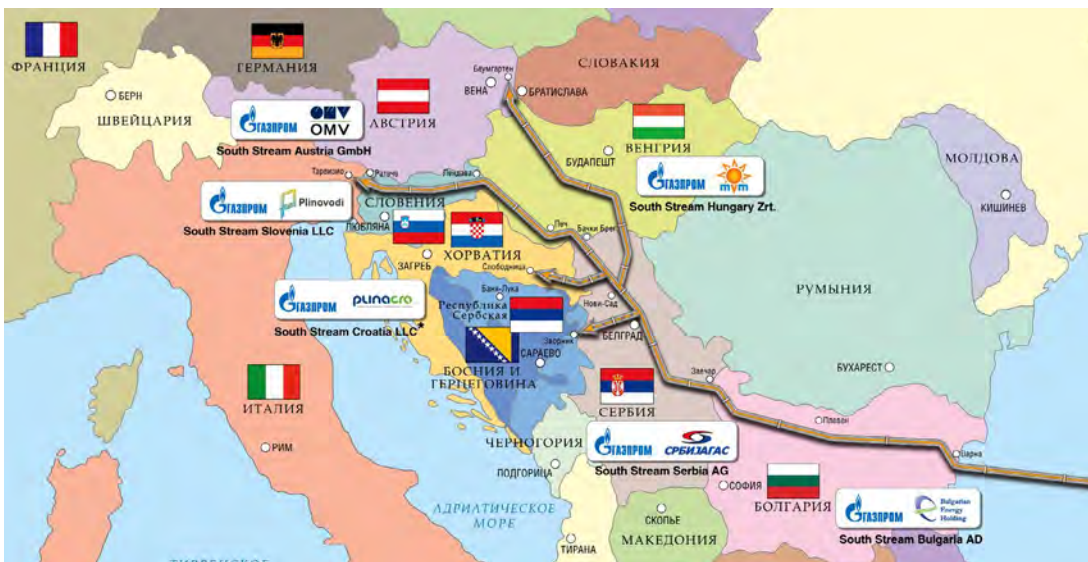 ФРАНЦИЯ
ГЕРМАНИЯ
СЛОВАКИЯ
Баумгартен
ВЕНА
БРАТИСЛАВА
БЕРН
ШВЕЙЦАРИЯ
ГАЗПРОМ
OMV
OMV
АВСТРИЯ
South Stream Austria GmbH
ВЕНГРИЯ
БУДАПЕШТ
МОЛДОВА
КИШИНЕВ
ГАЗПРОМ
mvm
South Stream Hungary Zrt.
Тарвизио
Ратече
Лендава
СЛОВЕНИЯ
ГАЗПРОМ
Plinovodi
ЛЮБЛЯНА
South Stream Slovenia LLC
Печ
Бачки Брег
ХОРВАТИЯ
ЗАГРЕБ
Слободница
ГАЗПРОМ
PLINACRO
South Stream Croatia LLC*
Баня-Лука
Республика
Сербская
Нови-Сад
БЕЛГРАД
РУМЫНИЯ
Зворник
САРАЕВО
БОСНИЯ И
ГЕРЦЕГОВИНА
Заечар
БУХАРЕСТ
ИТАЛИЯ
РИМ
СЕРБИЯ
Плевен
Варна
ЧЕРНОГОРИЯ
ГАЗПРОМ
СРБИЈАГАС
South Stream Serbia AG
ПОДГОРИЦА
СОФИЯ
БОЛГАРИЯ
ГАЗПРОМ
Bulgarian
Energy
Holding
South Stream Bulgaria AD
АДРИАТИЧЕСКОЕ
МОРЕ
СКОПЬЕ
МАКЕДОНИЯ
ТИРАНА